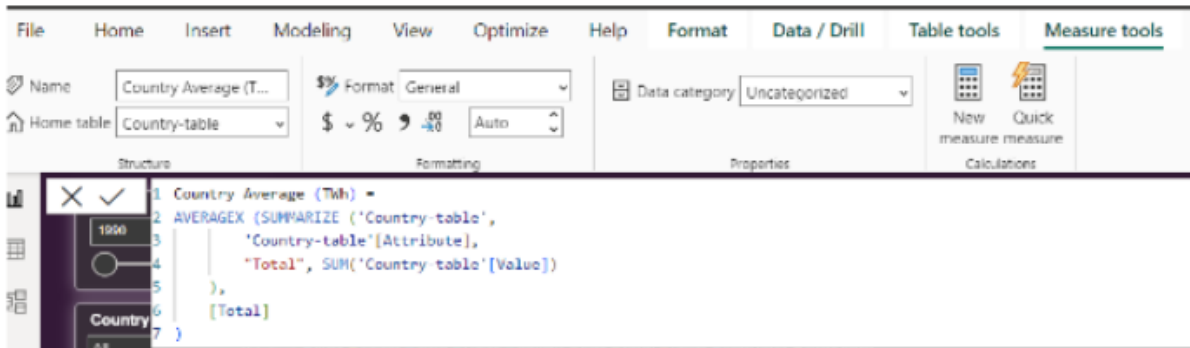 File Home Insert Modeling View Optimize Help Format Data / Drill Table tools Measure tools
Name Country Average (T... $% Format General Data category Uncategorized New measure Quick measure
Home table Country-table $ % Auto
Structure Formatting Properties Calculations
1 Country Average (TWh) =
2 AVERAGEX (SUMMARIZE ('Country-table',
3 'Country-table'[Attribute],
4 "Total", SUM('Country-table'[Value])
5 ),
6 [Total]
7 )
1990
Country
All